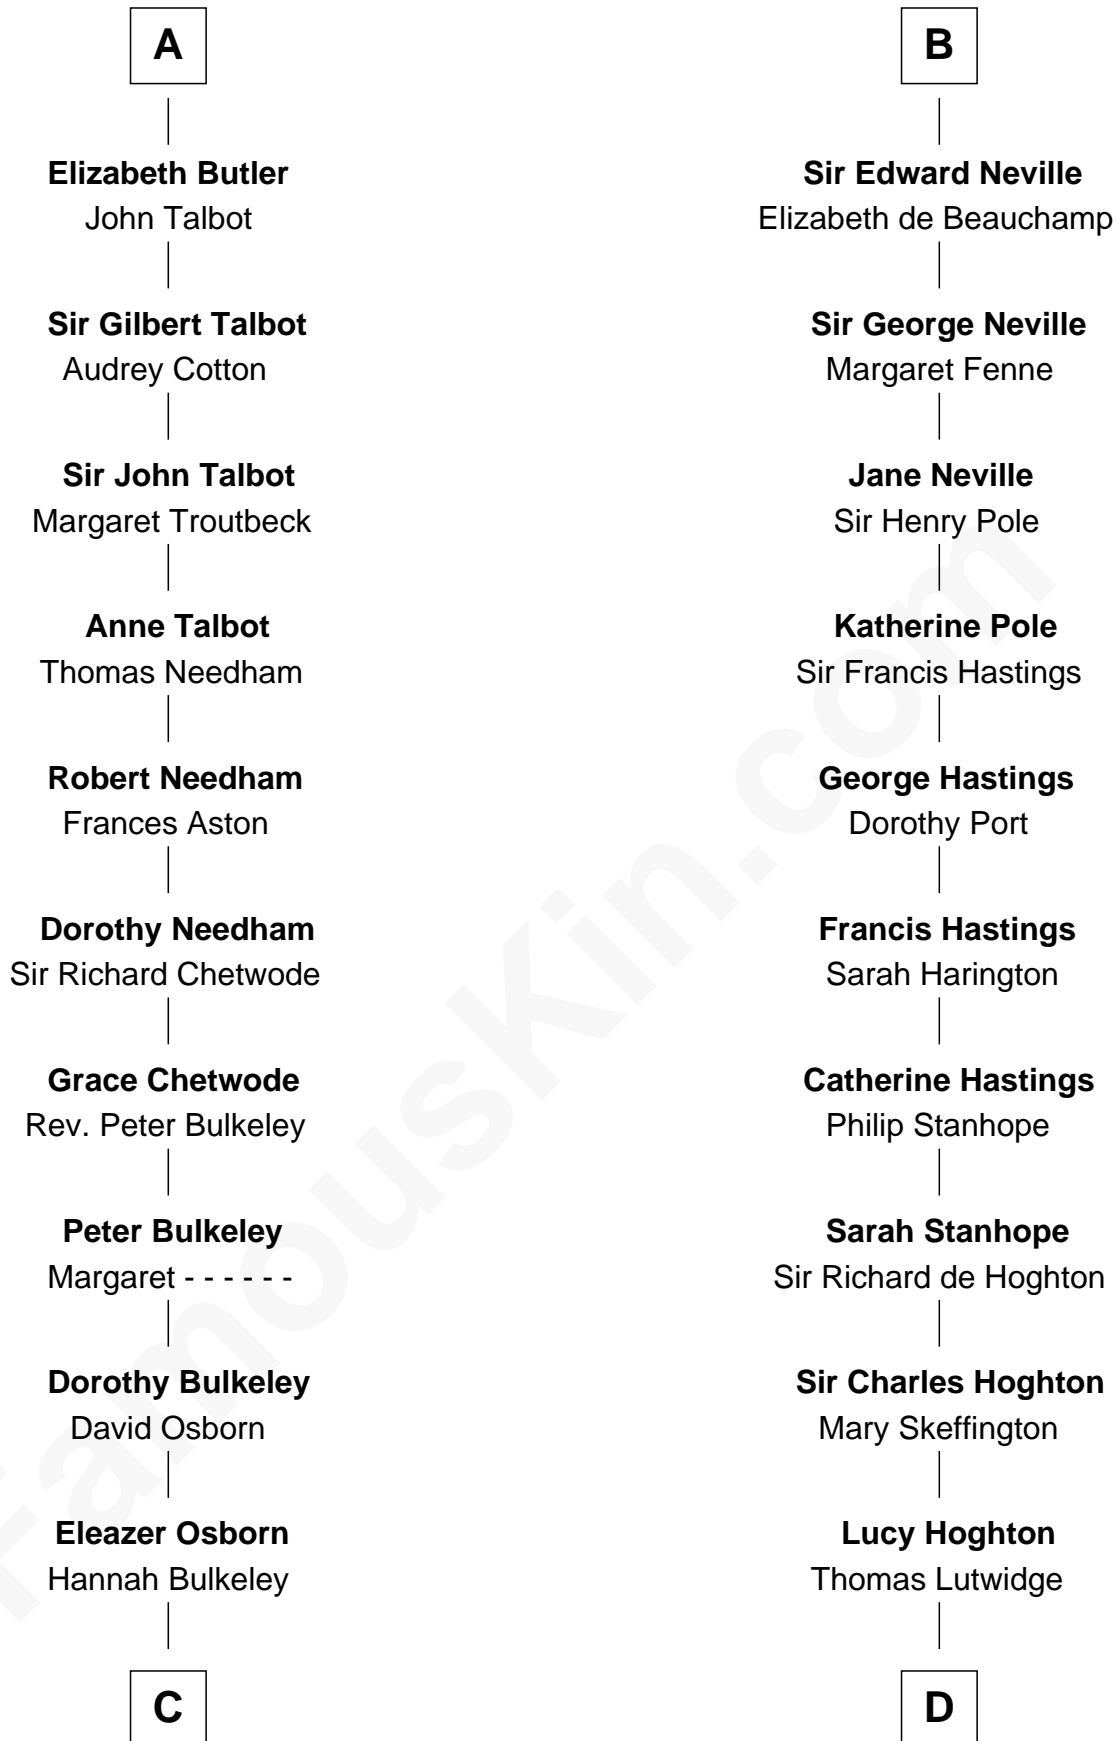 A
Elizabeth Butler
John Talbot
Sir Gilbert Talbot
Audrey Cotton
Sir John Talbot
Margaret Troutbeck
Anne Talbot
Thomas Needham
Robert Needham
Frances Aston
Dorothy Needham
Sir Richard Chetwode
Grace Chetwode
Rev. Peter Bulkeley
Peter Bulkeley
Margaret - - - - - -
Dorothy Bulkeley
David Osborn
Eleazer Osborn
Hannah Bulkeley
C
B
Sir Edward Neville
Elizabeth de Beauchamp
Sir George Neville
Margaret Fenne
Jane Neville
Sir Henry Pole
Katherine Pole
Sir Francis Hastings
George Hastings
Dorothy Port
Francis Hastings
Sarah Harington
Catherine Hastings
Philip Stanhope
Sarah Stanhope
Sir Richard de Hoghton
Sir Charles Hoghton
Mary Skeffington
Lucy Hoghton
Thomas Lutwidge
D
FamousKin.com